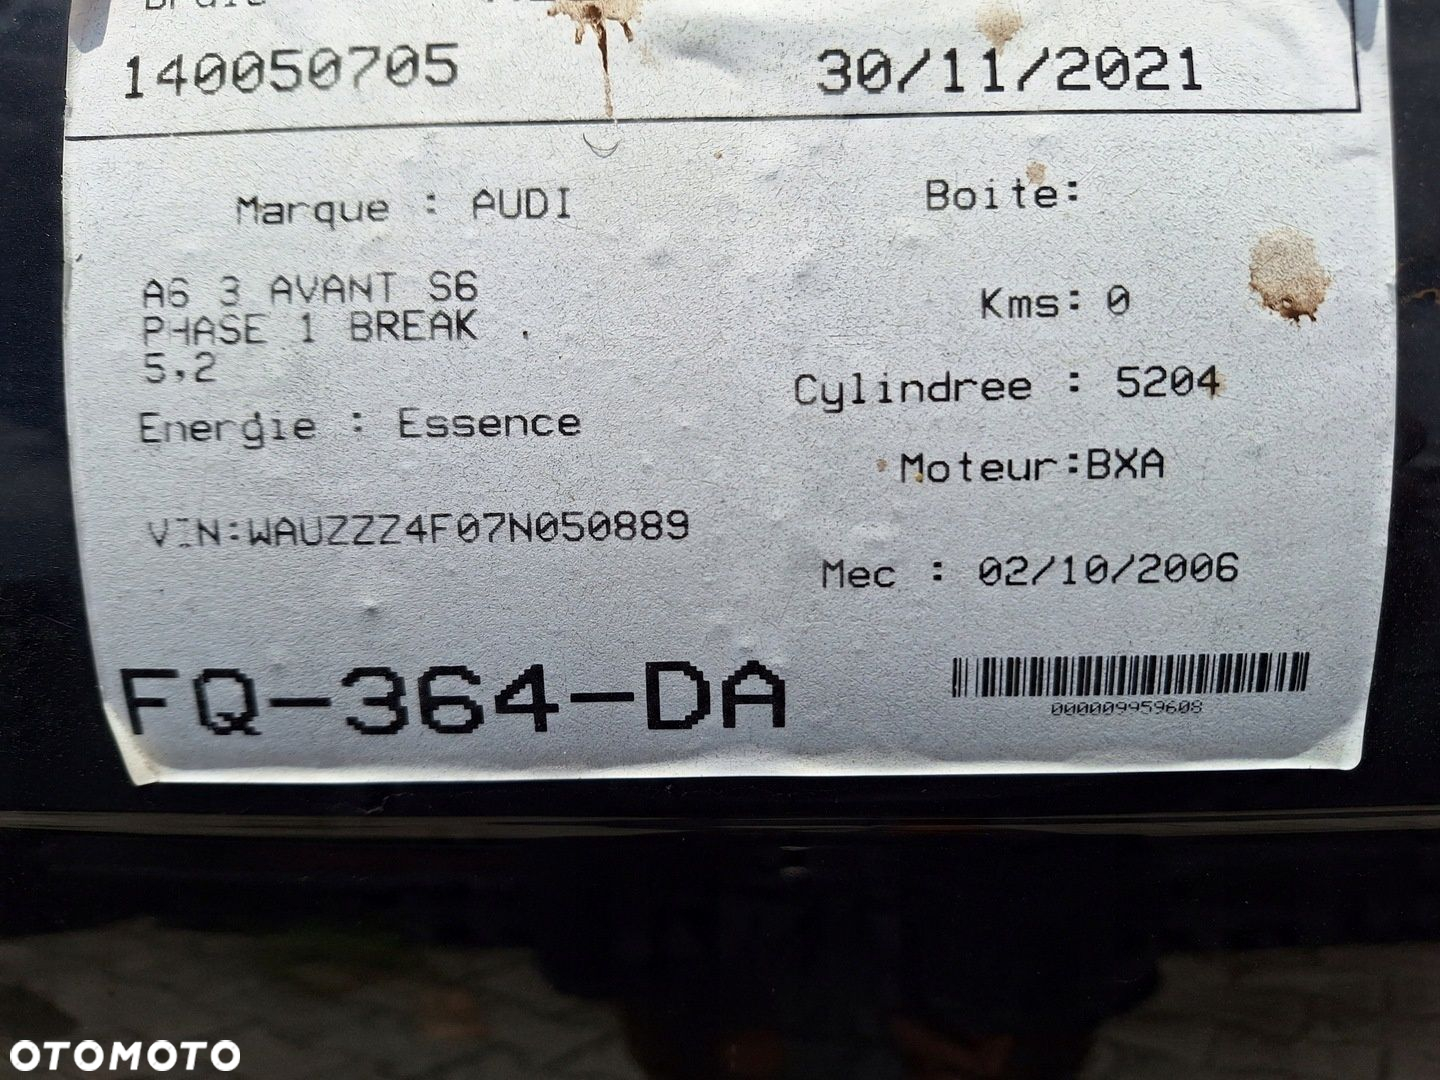 140050705 30/11/2021
Marque : AUDI Boite:
A6 3 AVANT S6
PHASE 1 BREAK
5,2
Kms: 0
Cylindree : 5204
Energie : Essence
Moteur:BXA
VIN:WAUZZZ4F07N050889
Mec : 02/10/2006
FQ-364-DA
000009959608
OTOMOTO